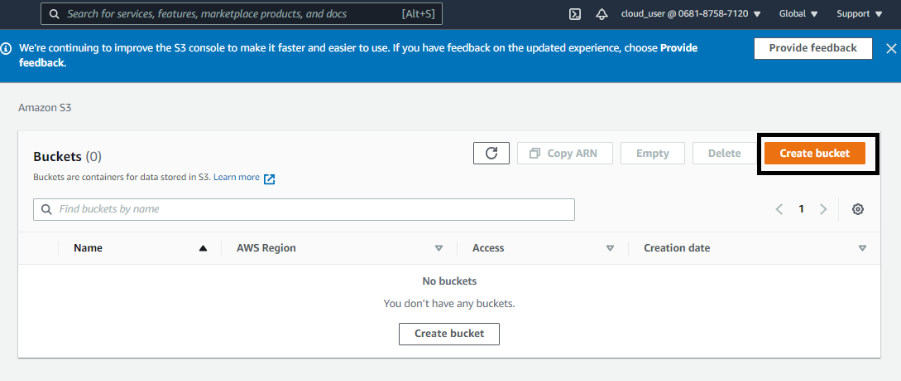 Search for services, features, marketplace products, and docs [Alt+S] cloud_user @ 0681-8758-7120 Global Support
We're continuing to improve the S3 console to make it faster and easier to use. If you have feedback on the updated experience, choose Provide
feedback.
Provide feedback
Amazon S3
Buckets (0)
Copy ARN Empty Delete Create bucket
Buckets are containers for data stored in S3. Learn more
Find buckets by name
1
Name AWS Region Access Creation date
No buckets
You don't have any buckets.
Create bucket